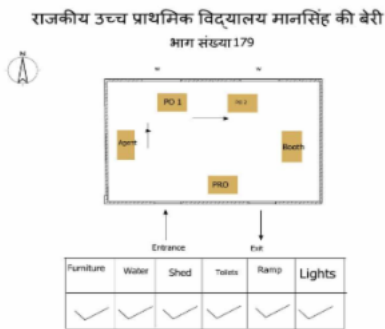 राजकीय उच्च प्राथमिक विद्यालय मानसिंह की बेरी
भाग संख्या 179
N
PO 1
Agent
Booth
PRO
Entrance
Exit
Furniture Water Shed Toilets Ramp Lights